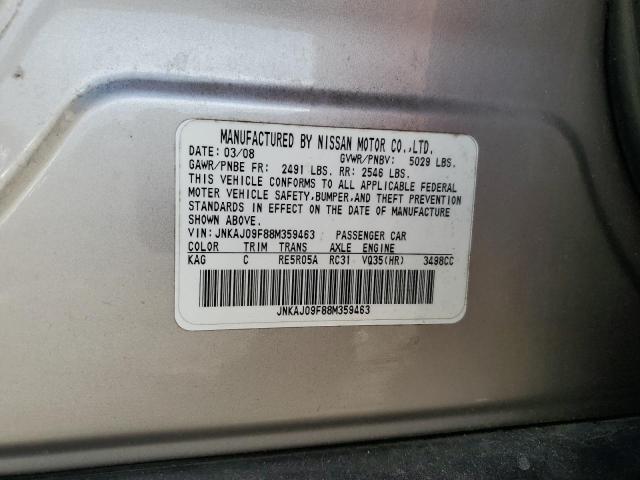 MANUFACTURED BY NISSAN MOTOR CO.,LTD.
DATE: 03/08 GVWR/PNBV: 5029 LBS.
GAWR/PNBE FR: 2491 LBS. RR: 2546 LBS.
THIS VEHICLE CONFORMS TO ALL APPLICABLE FEDERAL
MOTER VEHICLE SAFETY,BUMPER,AND THEFT PREVENTION
STANDARDS IN EFFECT ON THE DATE OF MANUFACTURE
SHOWN ABOVE.
VIN: JNKAJ09F88M359463 PASSENGER CAR
COLOR TRIM TRANS AXLE ENGINE
KAG C RE5R05A RC31 VQ35(HR) 3498CC
JNKAJ09F88M359463